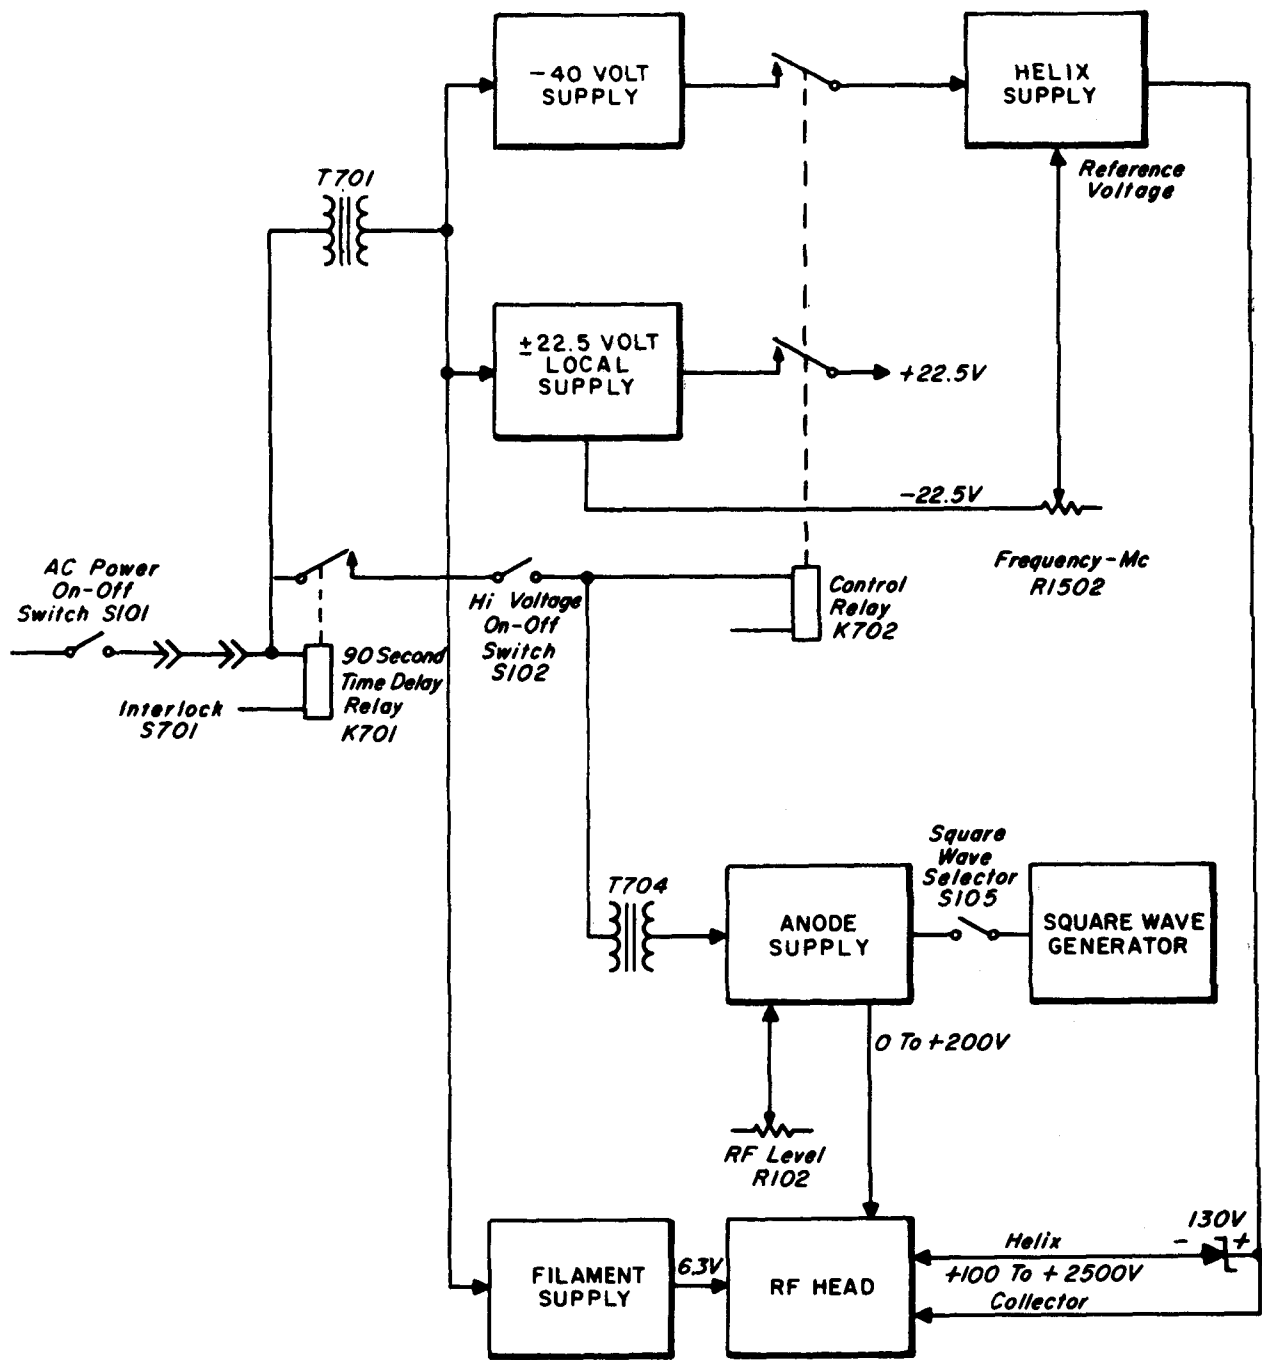 -40 VOLT
SUPPLY
HELIX
SUPPLY
T701
Reference
Voltage
±22.5 VOLT
LOCAL
SUPPLY
+22.5V
-22.5V
Frequency-Mc
R1502
AC Power
On-Off
Switch S101
Hi Voltage
On-Off
Switch
S102
Control
Relay
K702
90 Second
Time Delay
Relay
K701
Interlock
S701
Square
Wave
Selector
S105
T704
ANODE
SUPPLY
SQUARE WAVE
GENERATOR
0 To +200V
RF Level
R102
130V
- +
Helix
+100 To +2500V
Collector
FILAMENT
SUPPLY
6.3V
RF HEAD